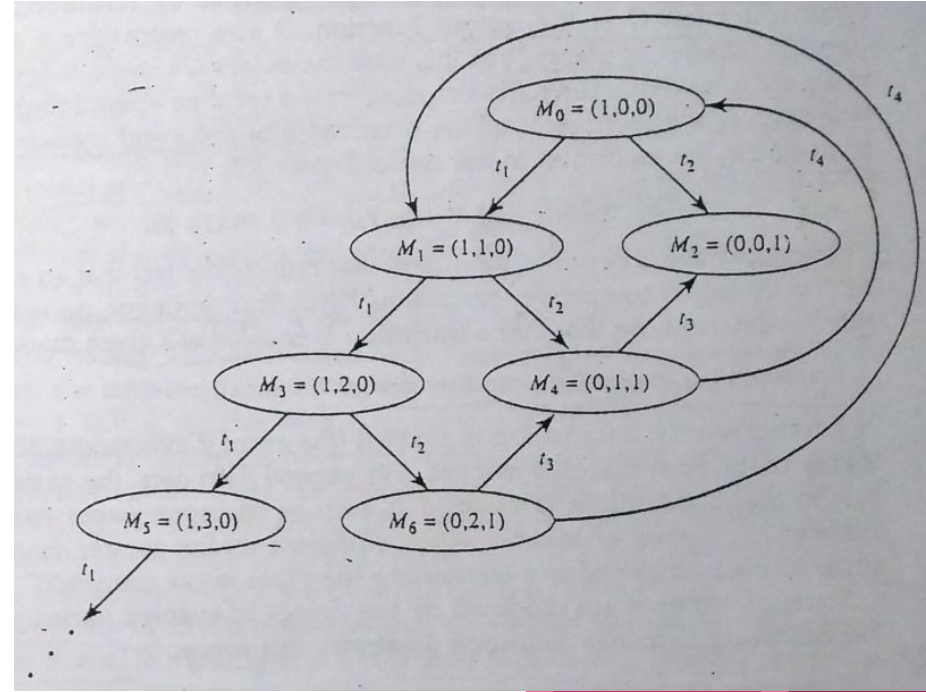 t₄
M₀ = (1,0,0)
t₁ t₂ t₄
M₁ = (1,1,0) M₂ = (0,0,1)
t₁ t₂ t₃
M₃ = (1,2,0) M₄ = (0,1,1)
t₁ t₂ t₃
M₅ = (1,3,0) M₆ = (0,2,1)
t₁